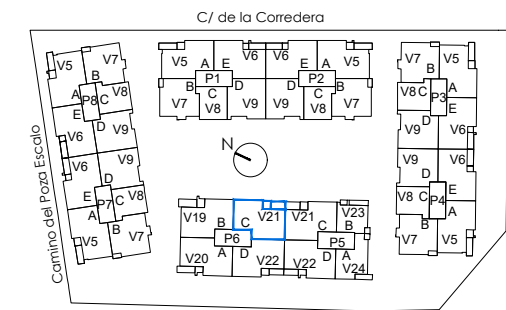 C/ de la Corredera
Camino del Poza Escalo
V5 V7
B
A P8 C V8
E
D
V6 V9
V6 V9
D
E
P7 C V8
A
B
V5 V7
V5 A E V6 V6 E A V5
P1 P2
B C D D C B
V7 V8 V9 V9 V8 V7
V7 V5
B
A
V8 C P3
E
D
V9 V6
V9 V6
D
E
V8 C P4
A
B
V7 V5
N
V19 C V21 V21 C V23
B B
P6 P5
A D D A
V20 V22 V22 V24